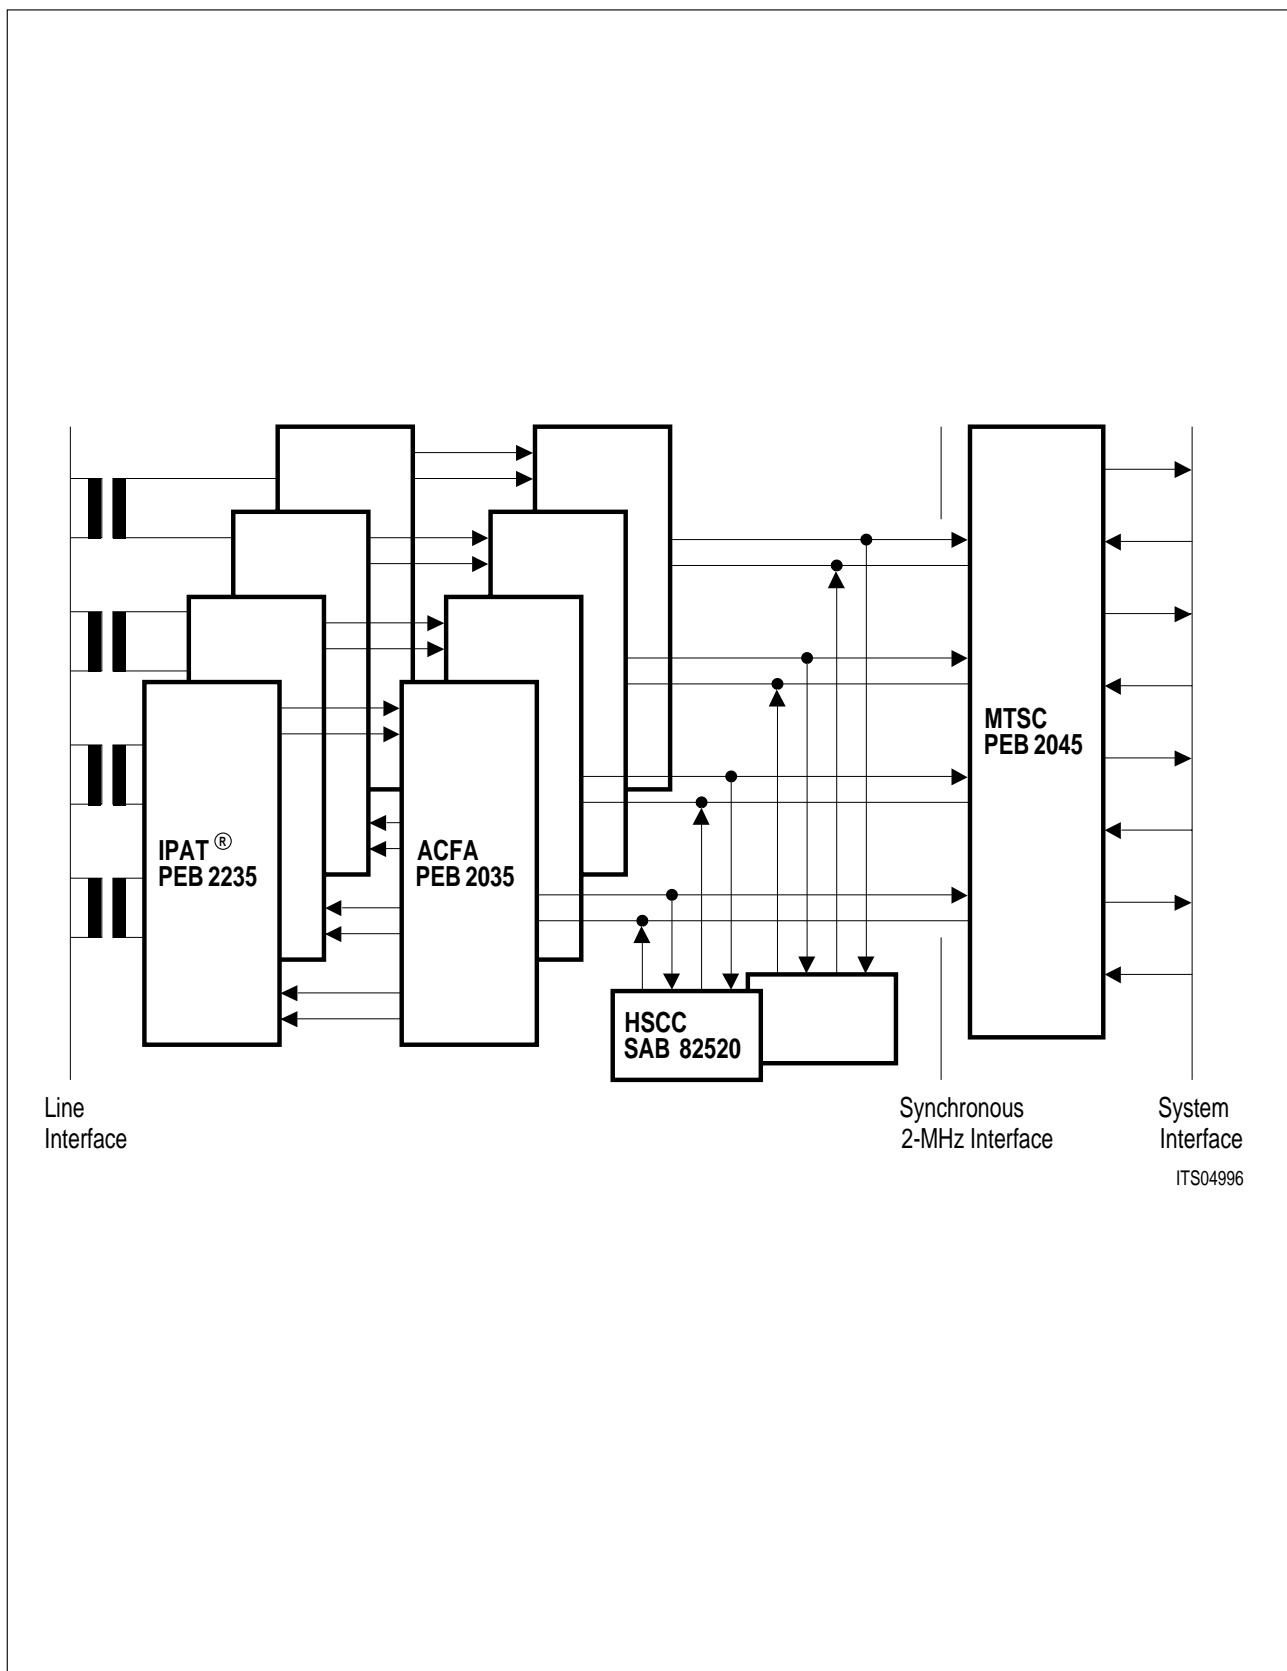 IPAT ®
PEB 2235
ACFA
PEB 2035
MTSC
PEB 2045
HSCC
SAB 82520
Line
Interface
Synchronous
2-MHz Interface
System
Interface
ITS04996